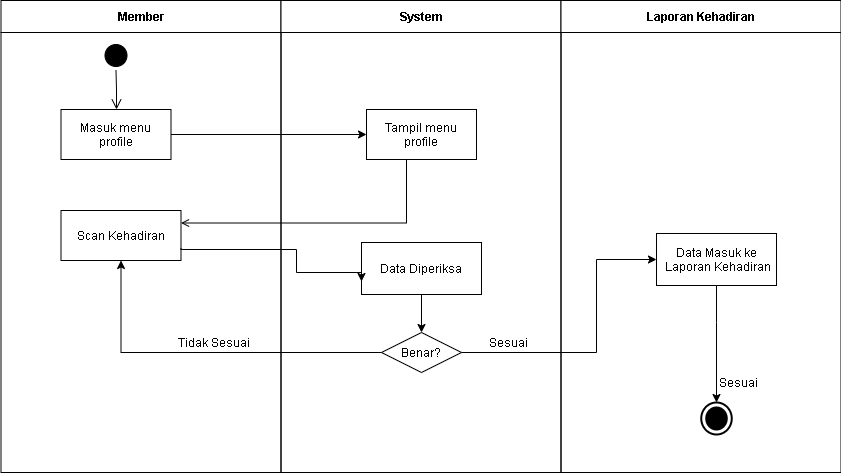 Member
System
Laporan Kehadiran
Masuk menu
profile
Tampil menu
profile
Scan Kehadiran
Data Diperiksa
Data Masuk ke
Laporan Kehadiran
Tidak Sesuai
Benar?
Sesuai
Sesuai